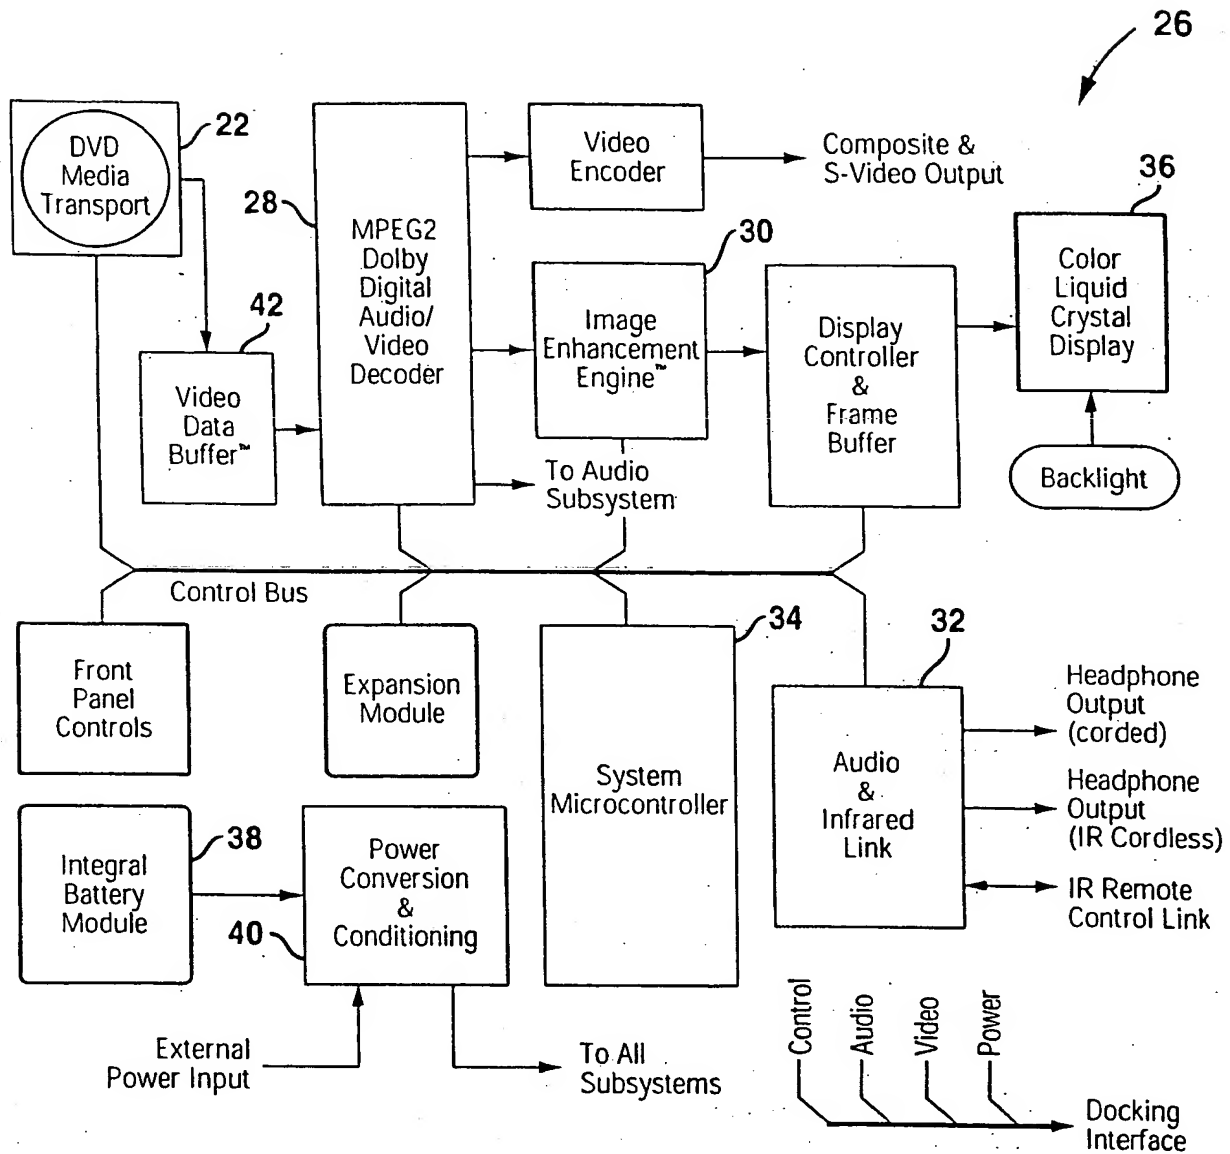 26
DVD
Media
Transport
22
28
MPEG2
Dolby
Digital
Audio/
Video
Decoder
Video
Encoder
Composite &
S-Video Output
36
Color
Liquid
Crystal
Display
30
Image
Enhancement
Engine™
Display
Controller
&
Frame
Buffer
42
Video
Data
Buffer™
To Audio
Subsystem
Backlight
Control Bus
Front
Panel
Controls
Expansion
Module
34
System
Microcontroller
32
Audio
&
Infrared
Link
Headphone
Output
(corded)
Headphone
Output
(IR Cordless)
IR Remote
Control Link
38
Integral
Battery
Module
40
Power
Conversion
&
Conditioning
External
Power Input
To All
Subsystems
Control
Audio
Video
Power
Docking
Interface